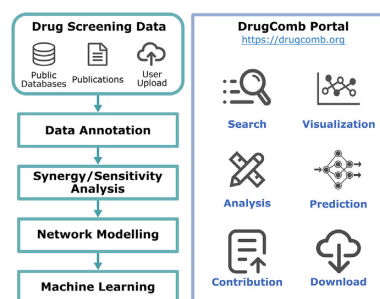 Drug Screening Data
Public
Databases
Publications
User
Upload
Data Annotation
Synergy/Sensitivity
Analysis
Network Modelling
Machine Learning
DrugComb Portal
https://drugcomb.org
Search
Visualization
Analysis
Prediction
Contribution
Download